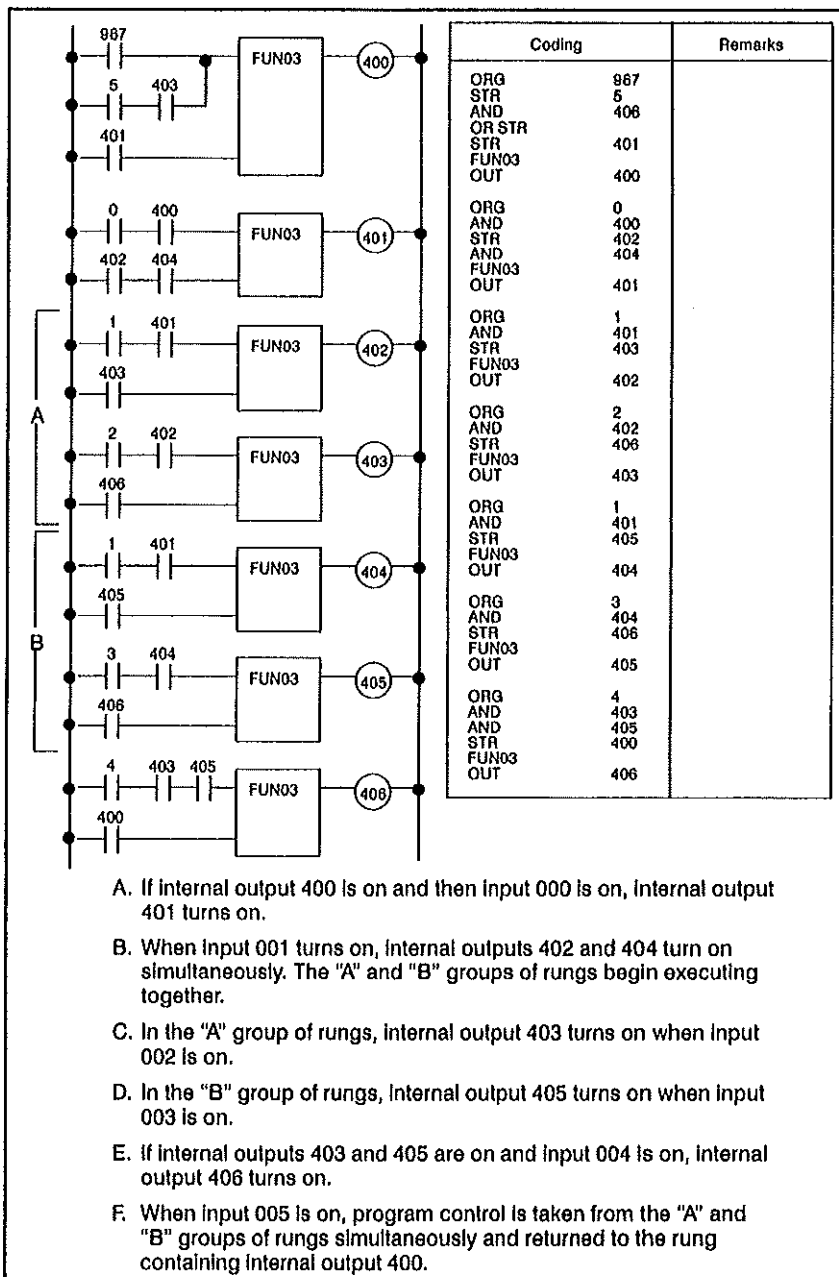 967
FUN03
400
5 403
401
0 400
FUN03
401
402 404
A
1 401
FUN03
402
403
2 402
FUN03
403
406
B
1 401
FUN03
404
405
3 404
FUN03
405
406
4 403 405
FUN03
406
400
Coding Remarks
ORG 967
STR 5
AND 406
OR STR
STR 401
FUN03
OUT 400
ORG 0
AND 400
STR 402
AND 404
FUN03
OUT 401
ORG 1
AND 401
STR 403
FUN03
OUT 402
ORG 2
AND 402
STR 406
FUN03
OUT 403
ORG 1
AND 401
STR 405
FUN03
OUT 404
ORG 3
AND 404
STR 406
FUN03
OUT 405
ORG 4
AND 403
AND 405
STR 400
FUN03
OUT 406
A. If internal output 400 is on and then input 000 is on, internal output
401 turns on.
B. When input 001 turns on, internal outputs 402 and 404 turn on
simultaneously. The "A" and "B" groups of rungs begin executing
together.
C. In the "A" group of rungs, internal output 403 turns on when input
002 is on.
D. In the "B" group of rungs, internal output 405 turns on when input
003 is on.
E. If internal outputs 403 and 405 are on and input 004 is on, internal
output 406 turns on.
F. When input 005 is on, program control is taken from the "A" and
"B" groups of rungs simultaneously and returned to the rung
containing internal output 400.